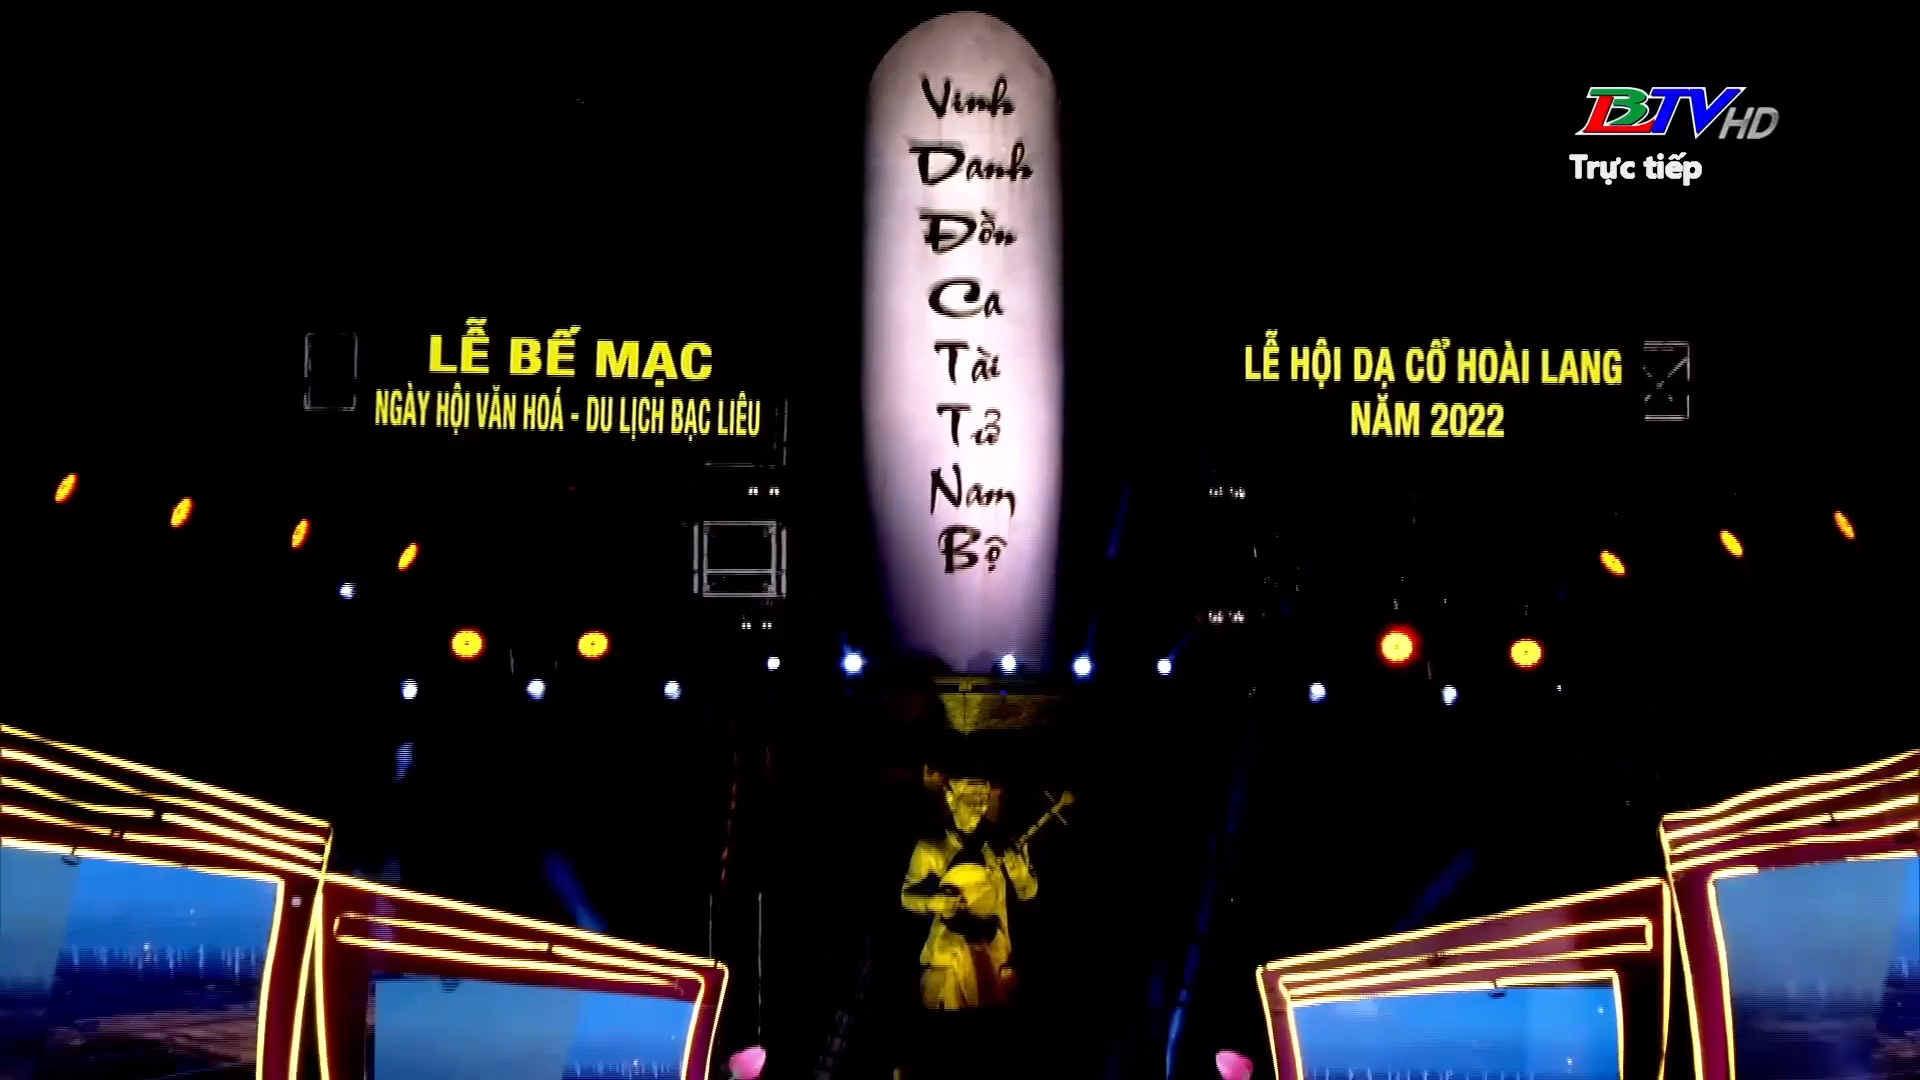 Vinh
Danh
Đờn
Ca
Tài
Tử
Nam
Bộ
BTV HD
Trực tiếp
LỄ BẾ MẠC
NGÀY HỘI VĂN HOÁ - DU LỊCH BẠC LIÊU
LỄ HỘI DẠ CỔ HOÀI LANG
NĂM 2022